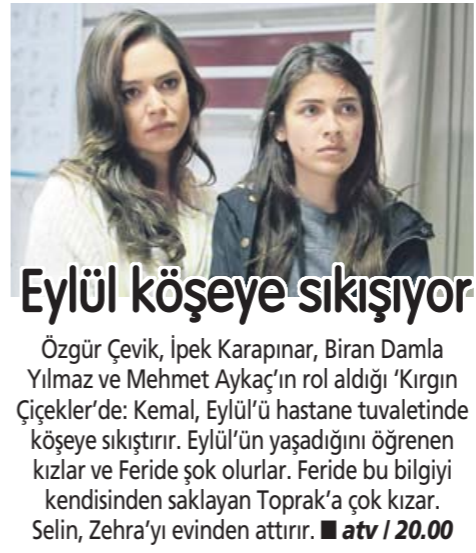 Eylül köşeye sıkışıyor
Özgür Çevik, İpek Karapınar, Biran Damla
Yılmaz ve Mehmet Aykaç’ın rol aldığı ‘Kırgın
Çiçekler’de: Kemal, Eylül’ü hastane tuvaletinde
köşeye sıkıştırır. Eylül’ün yaşadığını öğrenen
kızlar ve Feride şok olurlar. Feride bu bilgiyi
kendisinden saklayan Toprak’a çok kızar.
Selin, Zehra’yı evinden attırır. ■ atv / 20.00